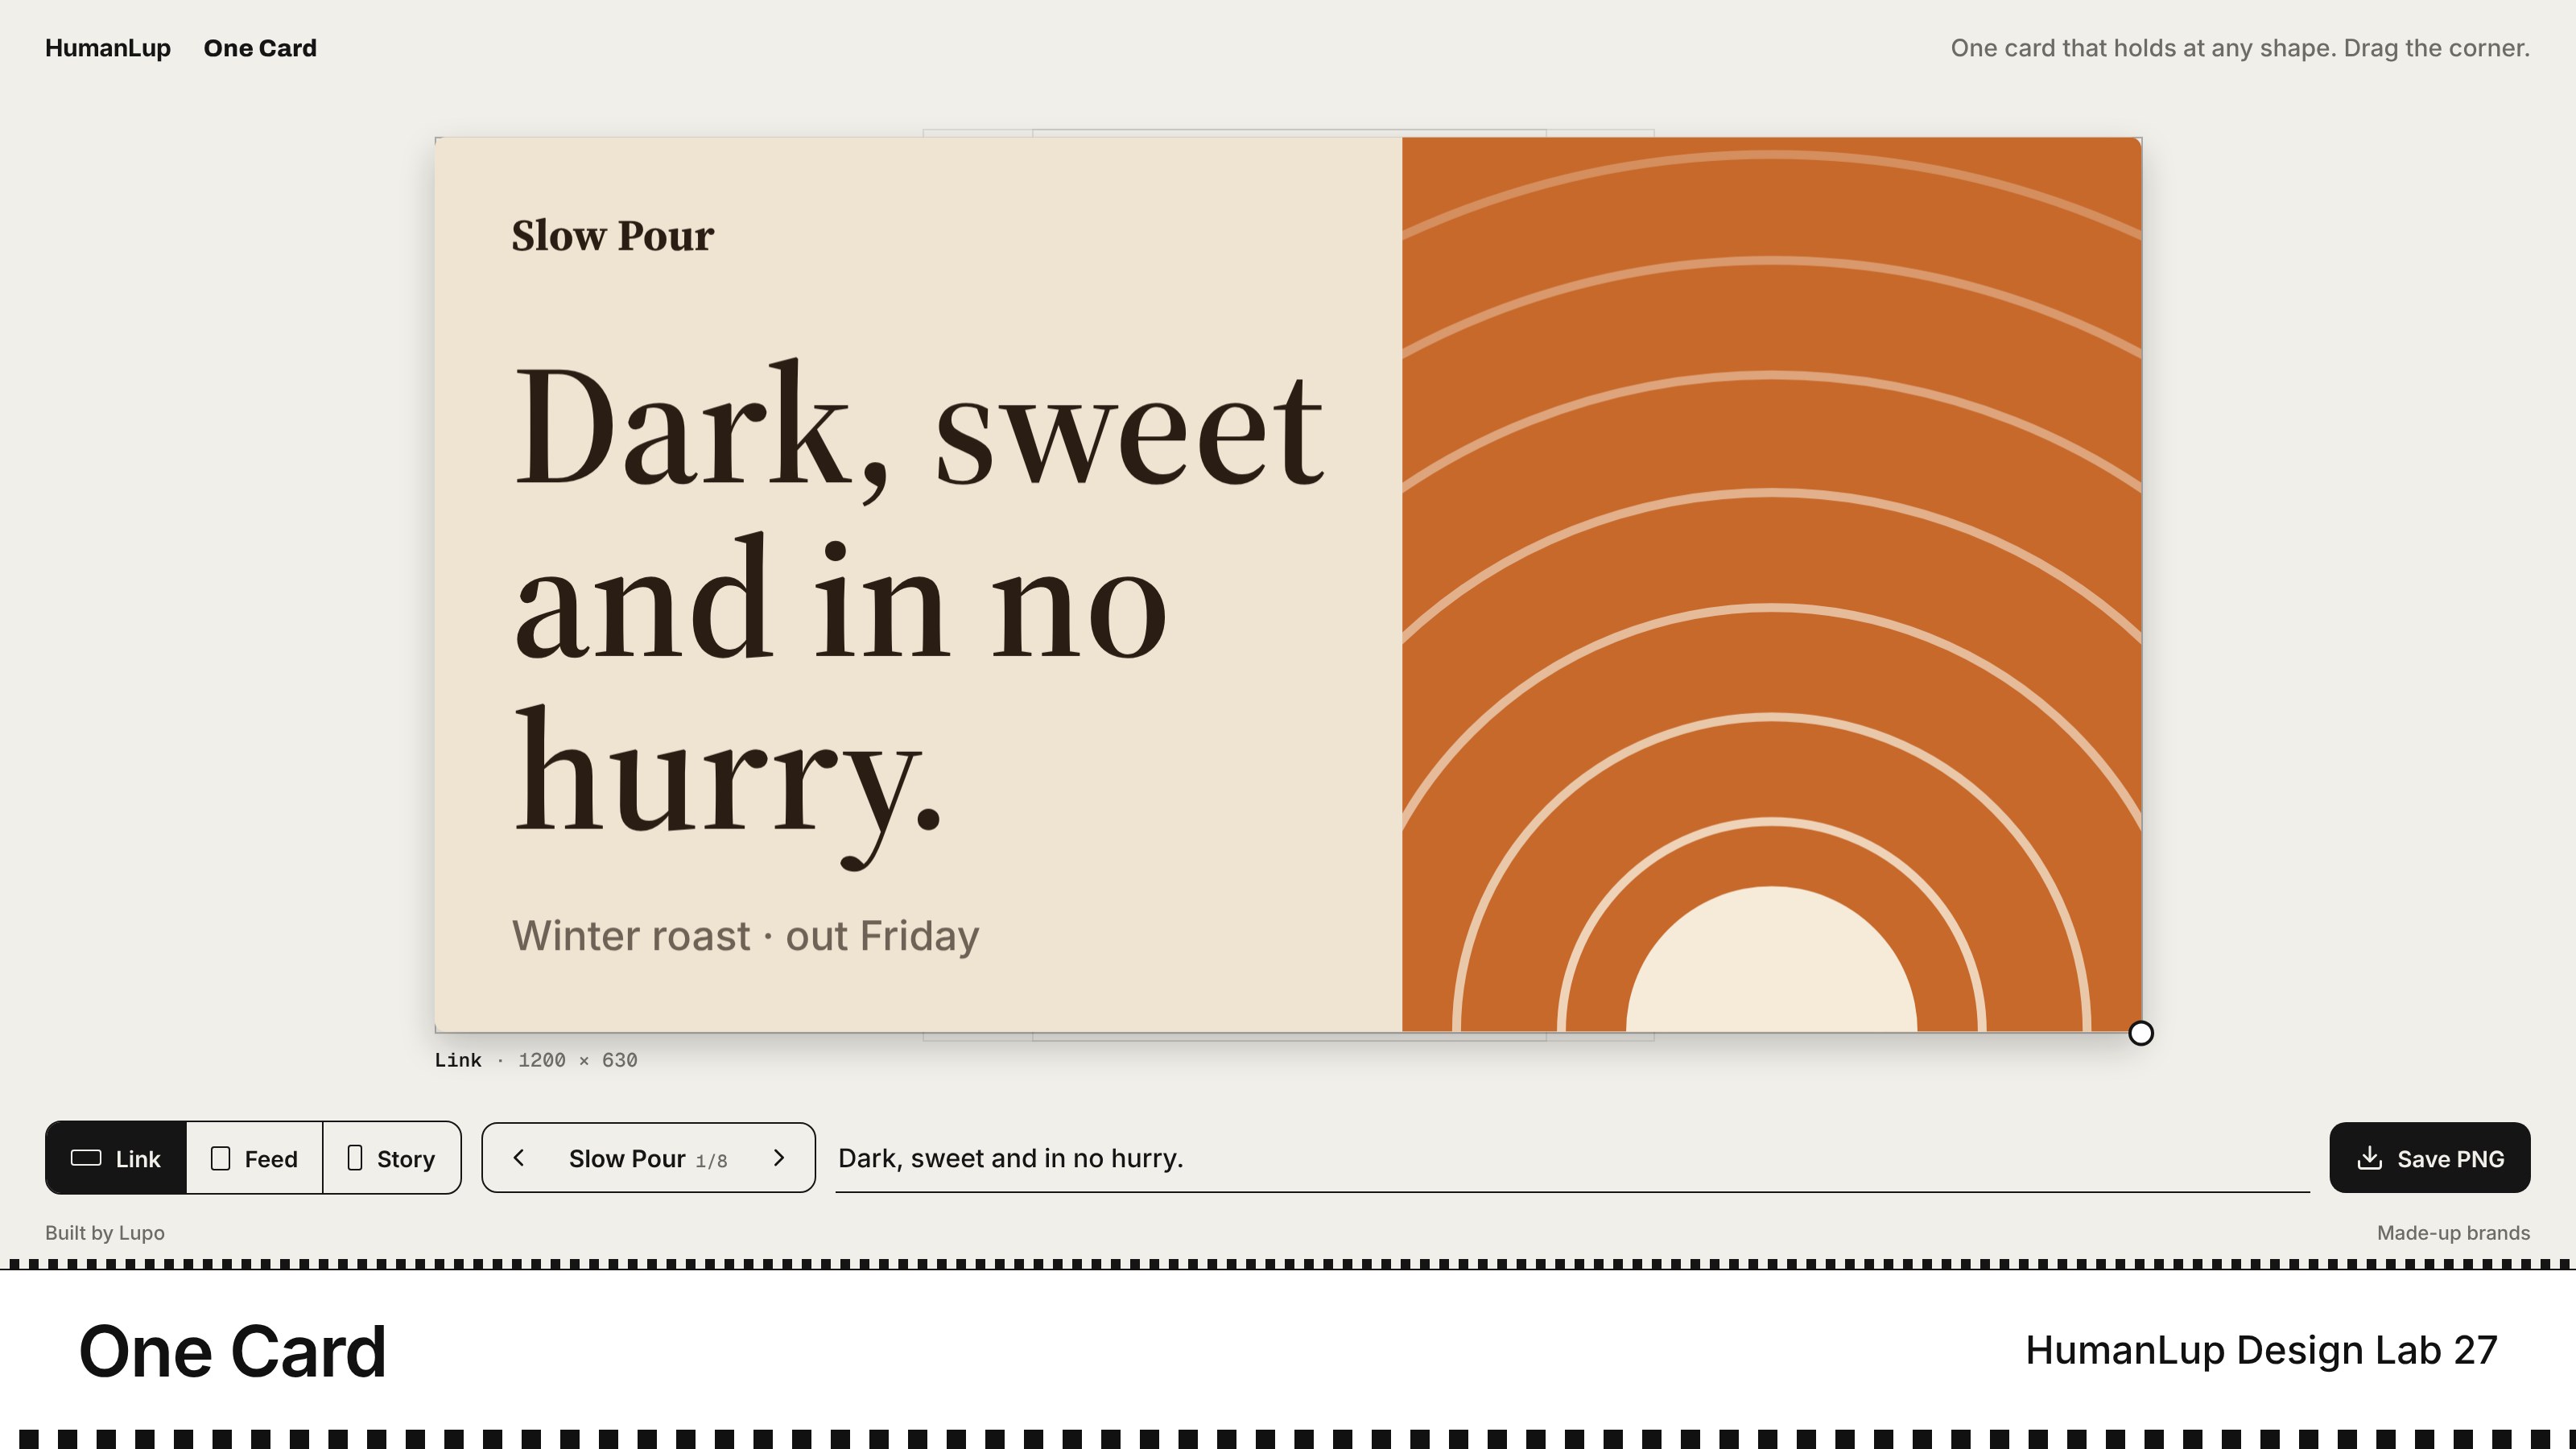 HumanLup One Card
One card that holds at any shape. Drag the corner.
Slow Pour
Dark, sweet
and in no
hurry.
Winter roast · out Friday
Link · 1200 × 630
Link Feed Story
Slow Pour 1/8
Dark, sweet and in no hurry.
Save PNG
Built by Lupo
Made-up brands
One Card
HumanLup Design Lab 27